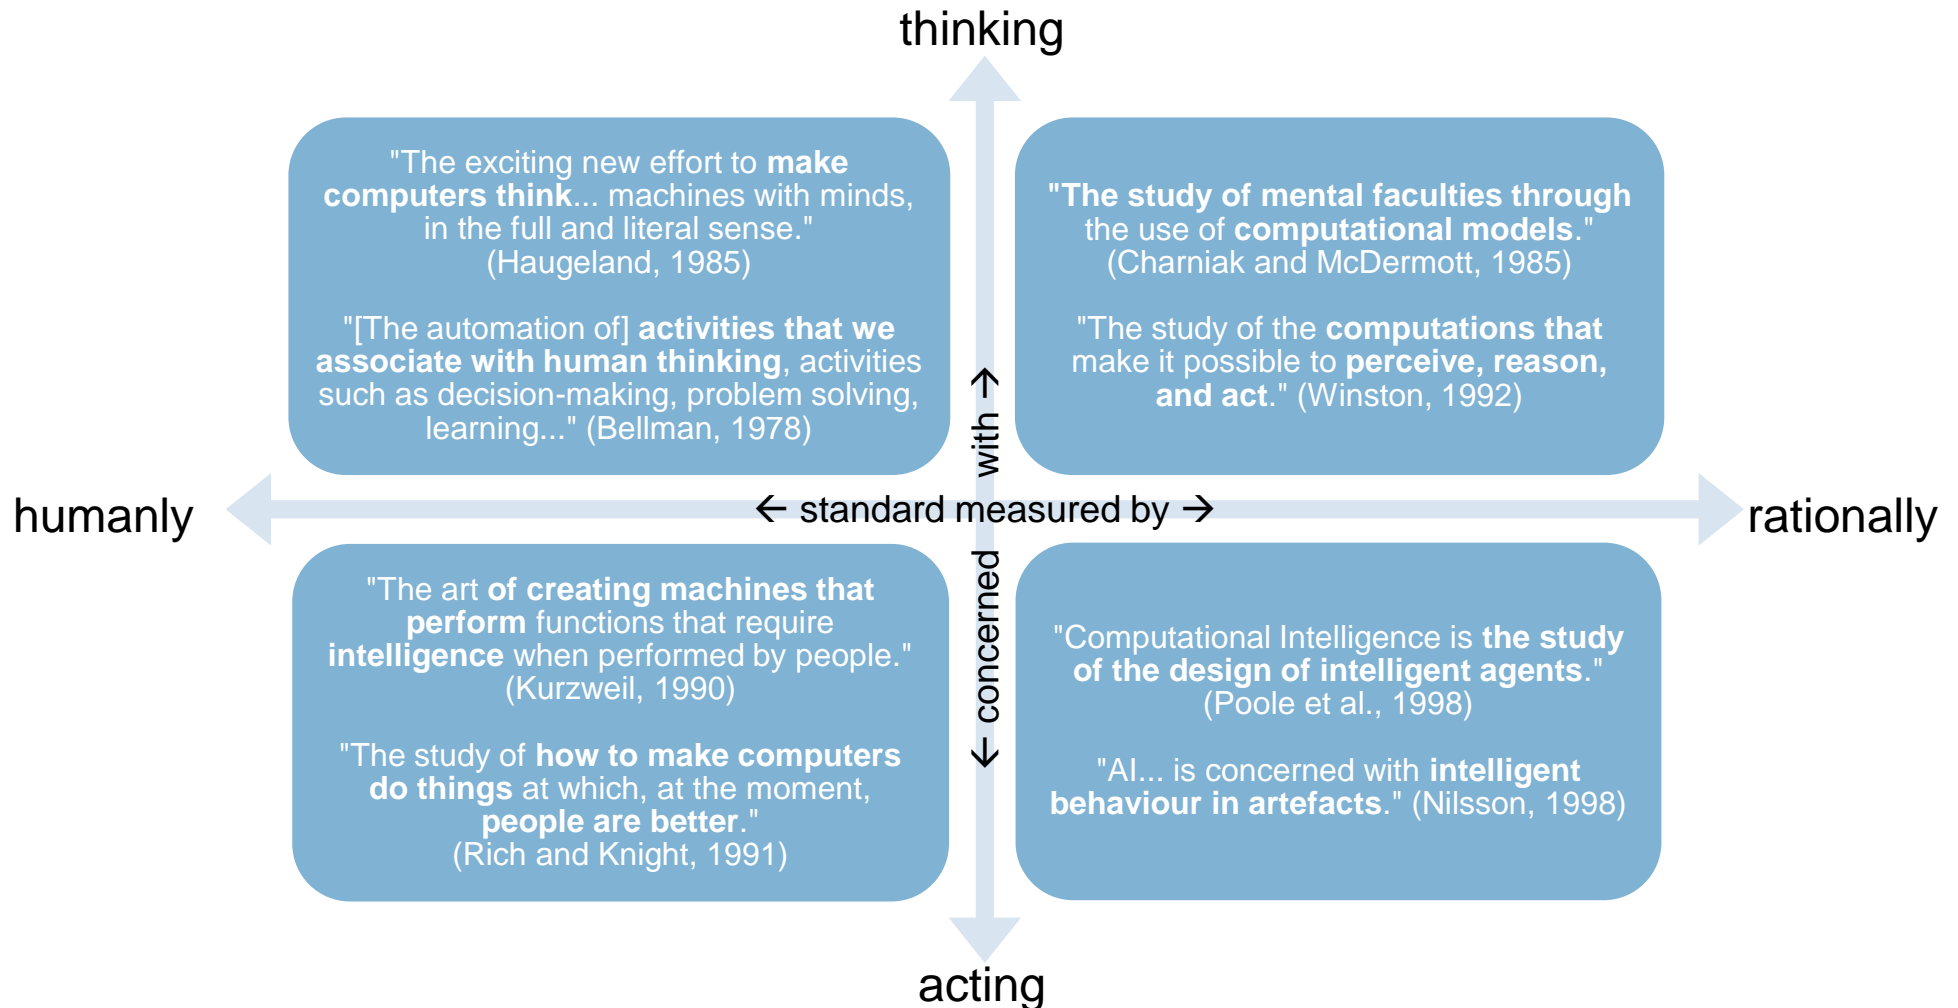 thinking
"The exciting new effort to make
computers think... machines with minds,
in the full and literal sense."
(Haugeland, 1985)
"[The automation of] activities that we
associate with human thinking, activities
such as decision-making, problem solving,
learning..." (Bellman, 1978)
"The study of mental faculties through
the use of computational models."
(Charniak and McDermott, 1985)
"The study of the computations that
make it possible to perceive, reason,
and act." (Winston, 1992)
humanly
← standard measured by →
rationally
← concerned with →
"The art of creating machines that
perform functions that require
intelligence when performed by people."
(Kurzweil, 1990)
"The study of how to make computers
do things at which, at the moment,
people are better."
(Rich and Knight, 1991)
"Computational Intelligence is the study
of the design of intelligent agents."
(Poole et al., 1998)
"AI... is concerned with intelligent
behaviour in artefacts." (Nilsson, 1998)
acting